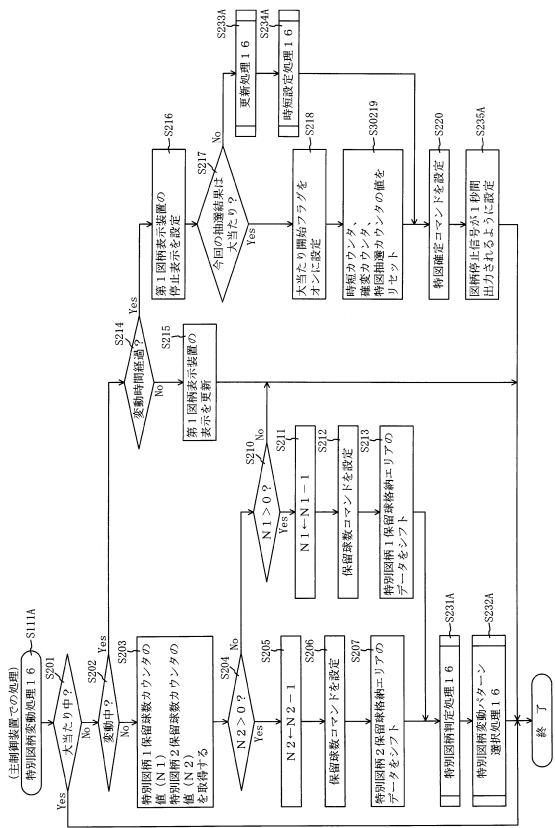 (主制御装置での処理)
特別図柄変動処理16
S111A
S201
大当たり中?
Yes
No
S202
変動中?
Yes
No
S203
特別図柄1保留球数カウンタの
値(N1)
特別図柄2保留球数カウンタの
値(N2)
を取得する
S204
N2>0?
No
Yes
S205
N2←N2-1
S206
保留球数コマンドを設定
S207
特別図柄2保留球格納エリアの
データをシフト
S210
N1>0?
No
Yes
S211
N1←N1-1
S212
保留球数コマンドを設定
S213
特別図柄1保留球格納エリアの
データをシフト
S231A
特別図柄判定処理16
S232A
特別図柄変動パターン
選択処理16
S214
変動時間経過?
Yes
No
S215
第1図柄表示装置の
表示を更新
S216
第1図柄表示装置の
停止表示を設定
S217
今回の抽選結果は
大当たり?
No
Yes
S218
大当たり開始フラグを
オンに設定
S30219
時短カウンタ、
確変カウンタ、
特図抽選カウンタの値を
リセット
S233A
更新処理16
S234A
時短設定処理16
S220
特図確定コマンドを設定
S235A
図柄停止信号が1秒間
出力されるように設定
終了